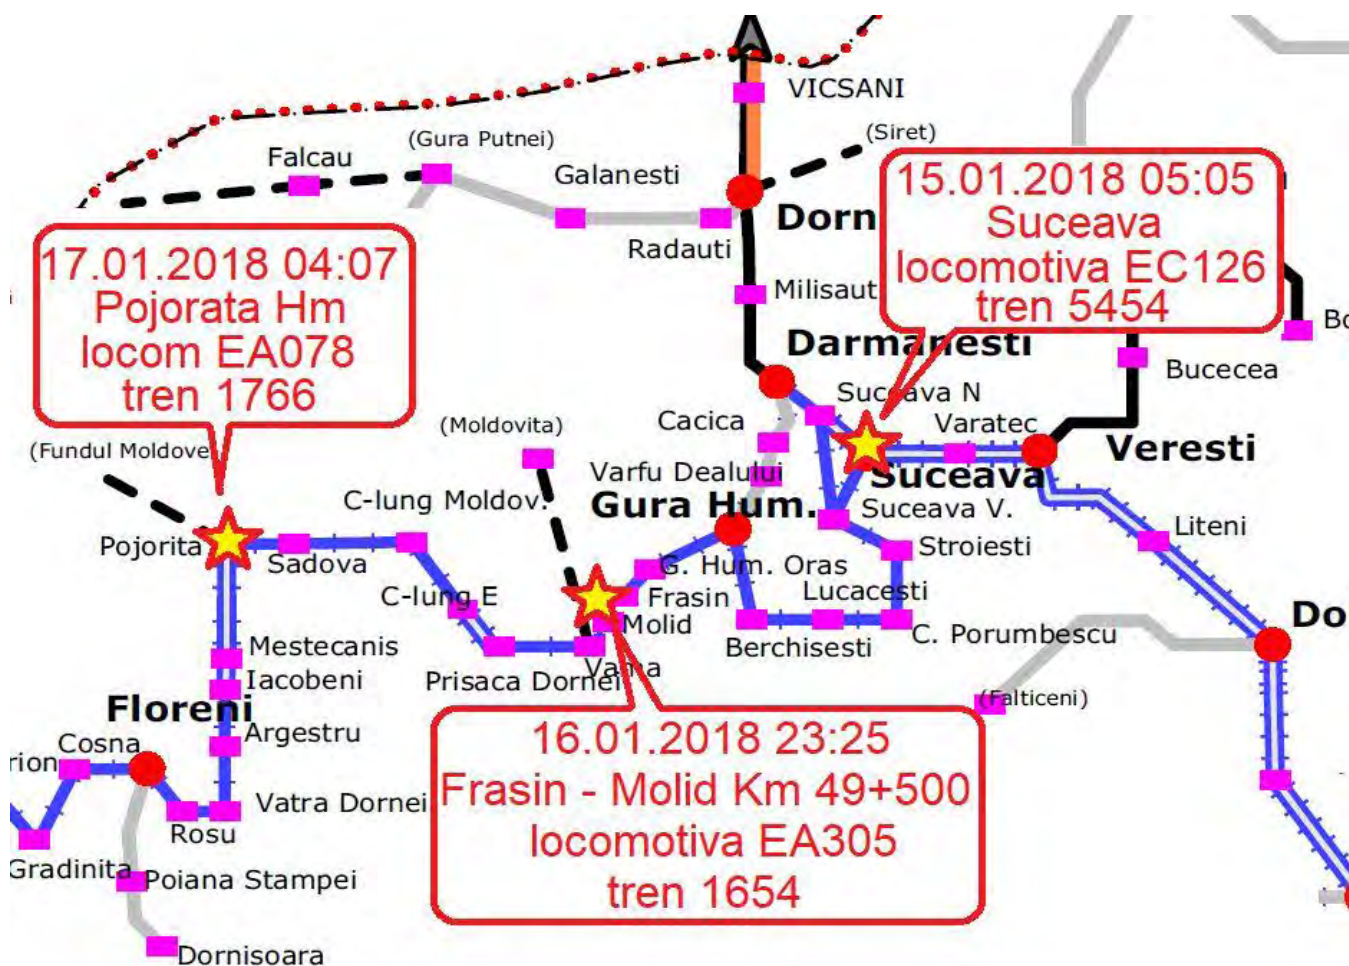 VICSANI
(Siret)
(Gura Putnei)
Falcau
Galanesti
Dorn
Radauti
15.01.2018 05:05
Suceava
locomotiva EC126
tren 5454
17.01.2018 04:07
Pojorata Hm
locom EA078
tren 1766
Milisaut
Bo
Darmanesti
Bucecea
Suceava N
Cacica
Varatec
(Moldovita)
Veresti
(Fundul Moldove
Varfu Dealului
Suceava
C-lung Moldov.
Gura Hum.
Suceava V.
Liteni
Pojorita
Sadova
Stroiesti
G. Hum. Oras
C-lung E
Frasin
Lucacesti
Molid
Do
C. Porumbescu
Berchisesti
Mestecanis
Vama
Iacobeni
Prisaca Dornei
(Falticeni)
Floreni
Argestru
Cosna
rion
16.01.2018 23:25
Frasin - Molid Km 49+500
locomotiva EA305
tren 1654
Vatra Dornei
Rosu
Gradinita
Poiana Stampei
Dornisoara